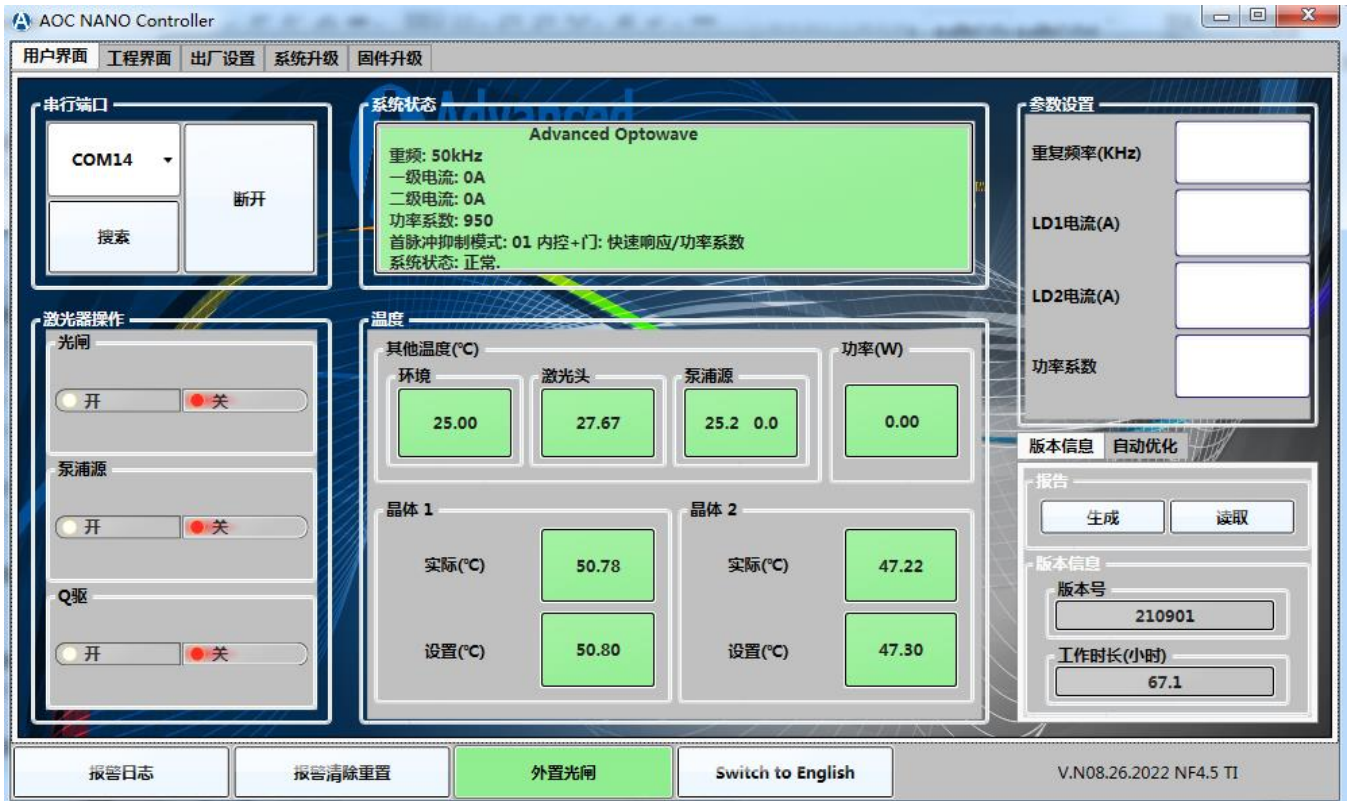 AOC NANO Controller
用户界面 工程界面 出厂设置 系统升级 固件升级
串行端口
COM14
断开
搜索
系统状态
Advanced
Advanced Optowave
重频: 50kHz
一级电流: 0A
二级电流: 0A
功率系数: 950
首脉冲抑制模式: 01 内控+门: 快速响应/功率系数
系统状态: 正常.
参数设置
重复频率(KHz)
LD1电流(A)
LD2电流(A)
功率系数
激光器操作
光闸
开 关
泵浦源
开 关
Q驱
开 关
温度
其他温度(℃)
环境 激光头 泵浦源
25.00 27.67 25.2 0.0
功率(W)
0.00
晶体 1
实际(℃) 50.78
设置(℃) 50.80
晶体 2
实际(℃) 47.22
设置(℃) 47.30
版本信息 自动优化
报告
生成 读取
版本信息
版本号
210901
工作时长(小时)
67.1
报警日志 报警清除重置 外置光闸 Switch to English V.N08.26.2022 NF4.5 TI